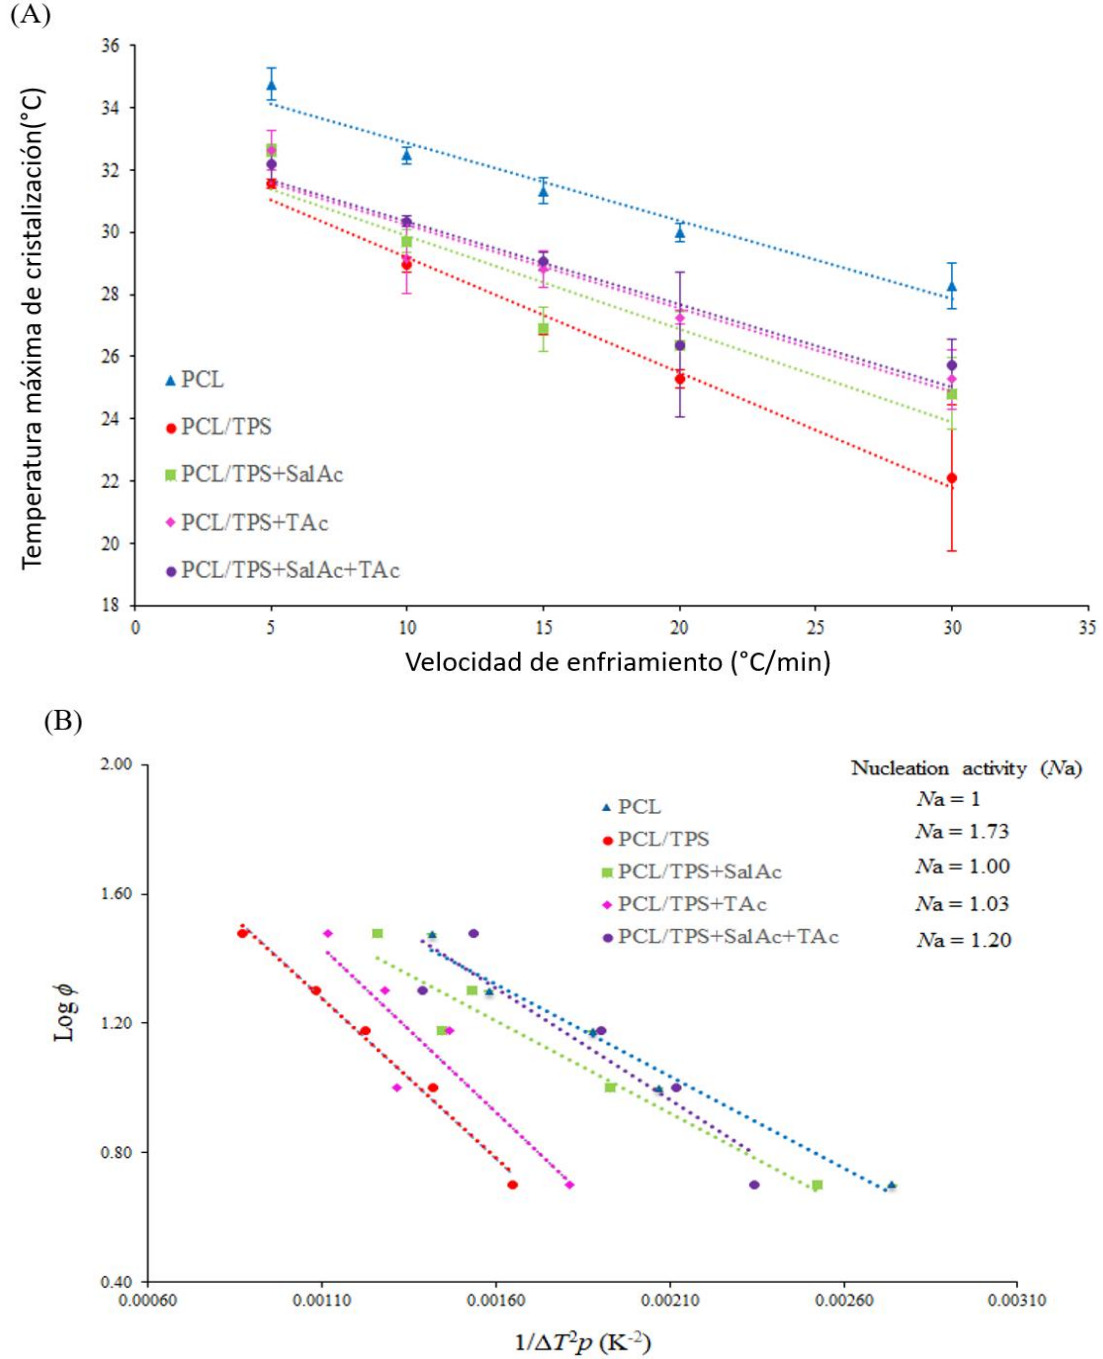 (A)
Temperatura máxima de cristalización(°C)
36
34
32
30
28
26
24
22
20
18
PCL
PCL/TPS
PCL/TPS+SalAc
PCL/TPS+TAc
PCL/TPS+SalAc+TAc
0 5 10 15 20 25 30 35
Velocidad de enfriamiento (°C/min)
(B)
Log ϕ
2.00
1.60
1.20
0.80
0.40
Nucleation activity (Na)
PCL Na = 1
PCL/TPS Na = 1.73
PCL/TPS+SalAc Na = 1.00
PCL/TPS+TAc Na = 1.03
PCL/TPS+SalAc+TAc Na = 1.20
0.00060 0.00110 0.00160 0.00210 0.00260 0.00310
1/ΔT²p (K⁻²)